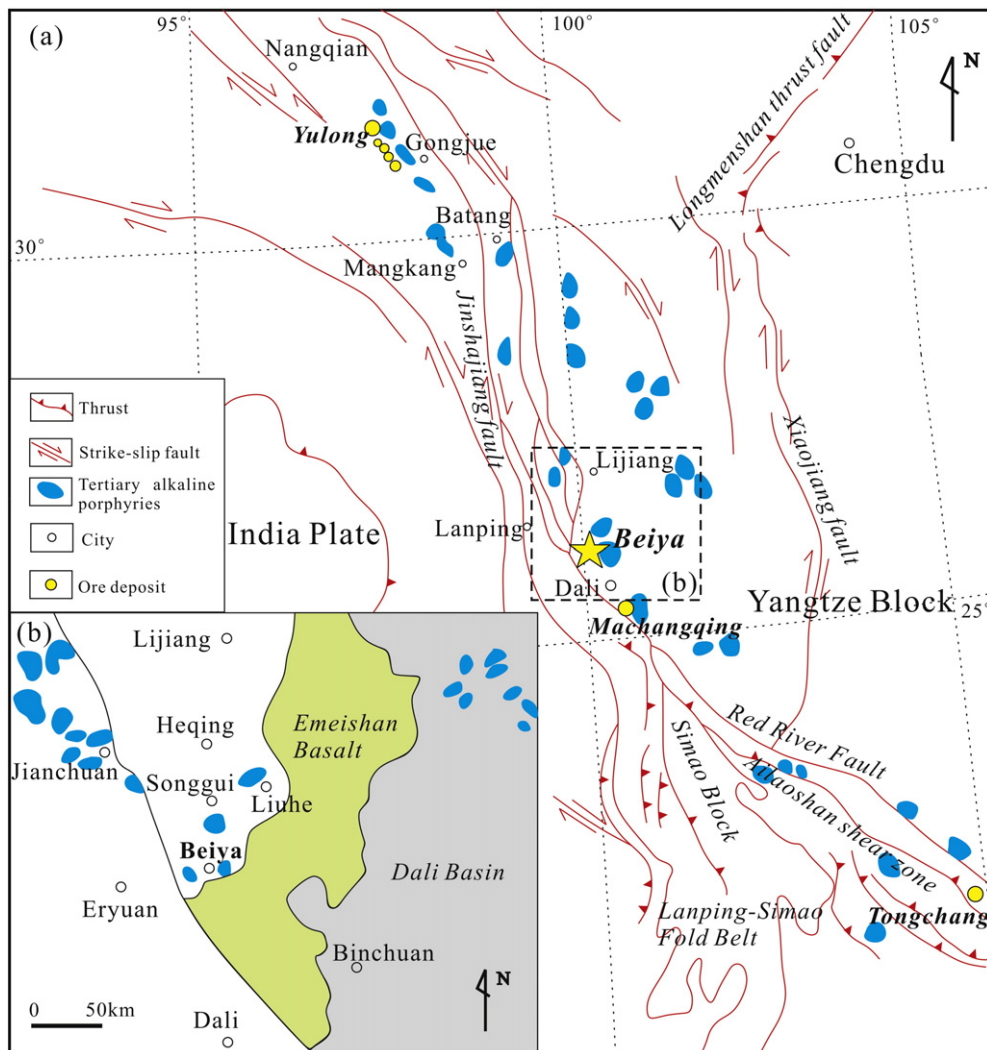 (a)
95°
100°
105°
N
Nangqian
Yulong
Gongjue
Longmenshan thrust fault
Chengdu
Batang
30°
Mangkang
Jinshajiang fault
Thrust
Strike-slip fault
Tertiary alkaline
porphyries
City
Ore deposit
India Plate
Lanping
Lijiang
Beiya
Dali
(b)
Xiaojiang fault
Yangtze Block
25°
Machangqing
Red River Fault
Ailaoshan shear zone
Simao Block
Lanping-Simao
Fold Belt
Tongchang
(b)
Lijiang
Heqing
Emeishan
Basalt
Jianchuan
Songgui
Liuhe
Beiya
Dali Basin
Eryuan
Binchuan
N
0 50km
Dali